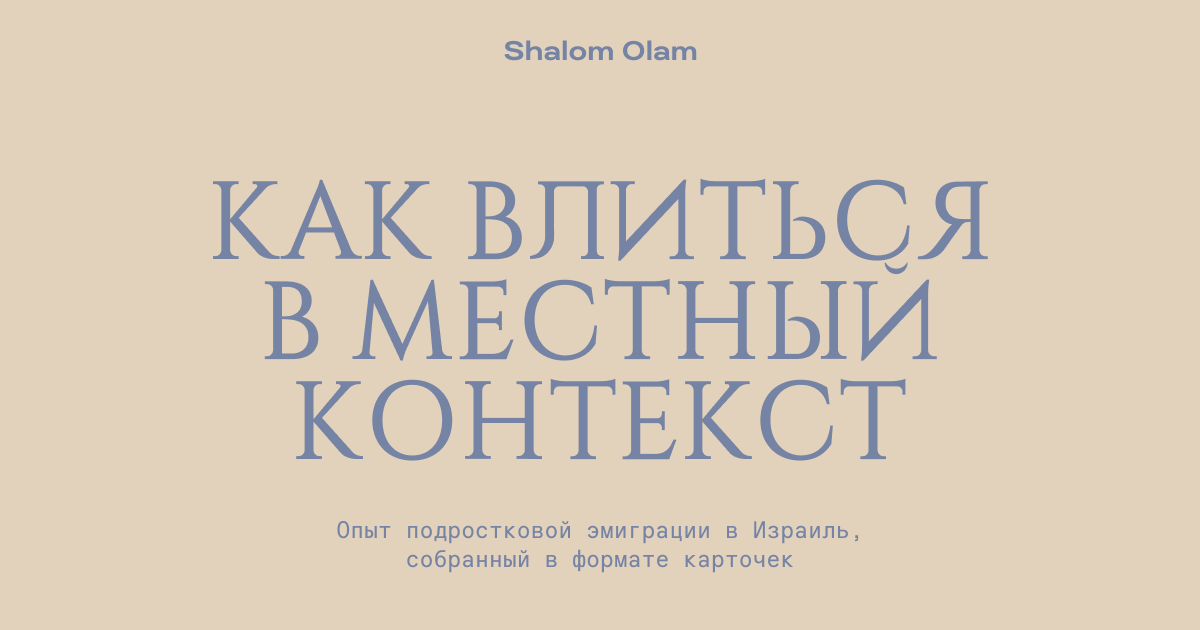 Shalom Olam
КАК ВЛИТЬСЯ
В МЕСТНЫЙ
КОНТЕКСТ
Опыт подростковой эмиграции в Израиль,
собранный в формате карточек